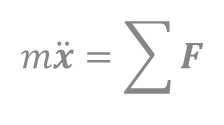 mẍ = ∑ F